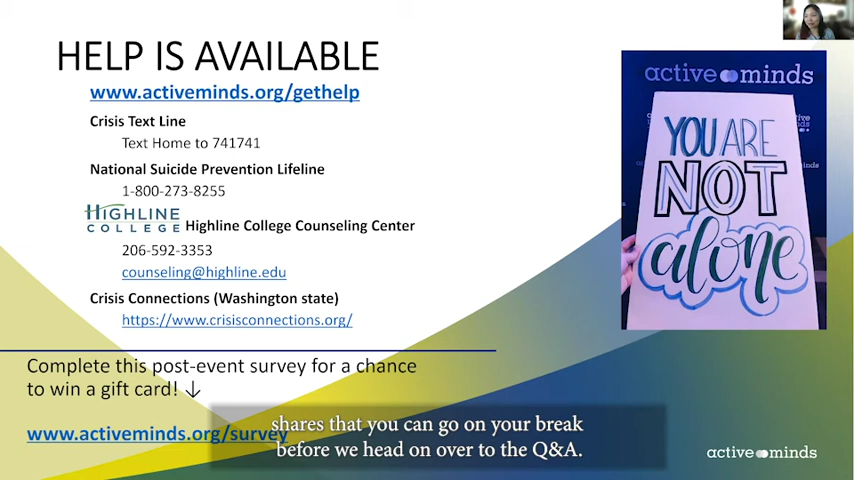 HELP IS AVAILABLE
www.activeminds.org/gethelp
Crisis Text Line
Text Home to 741741
National Suicide Prevention Lifeline
1-800-273-8255
HIGHLINE
COLLEGE
Highline College Counseling Center
206-592-3353
counseling@highline.edu
Crisis Connections (Washington state)
https://www.crisisconnections.org/
Complete this post-event survey for a chance
to win a gift card! ↓
www.activeminds.org/survey
active minds
YOU ARE
NOT
alone
minds
shares that you can go on your break
before we head on over to the Q&A.
active minds